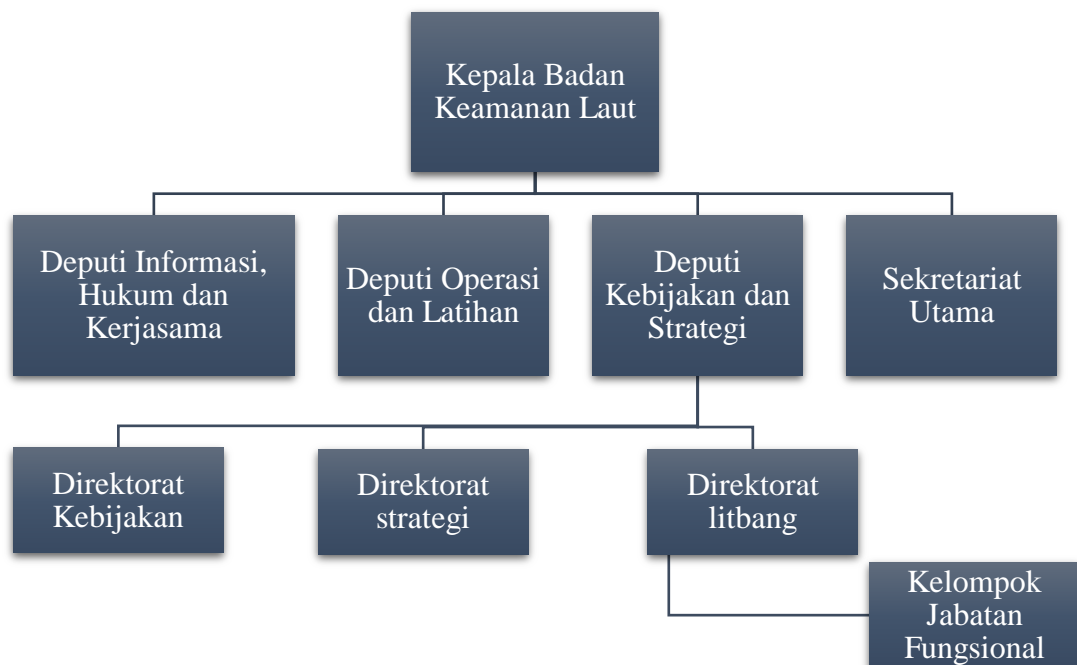 Kepala Badan
Keamanan Laut
Deputi Informasi,
Hukum dan
Kerjasama
Deputi Operasi
dan Latihan
Deputi
Kebijakan dan
Strategi
Sekretariat
Utama
Direktorat
Kebijakan
Direktorat
strategi
Direktorat
litbang
Kelompok
Jabatan
Fungsional